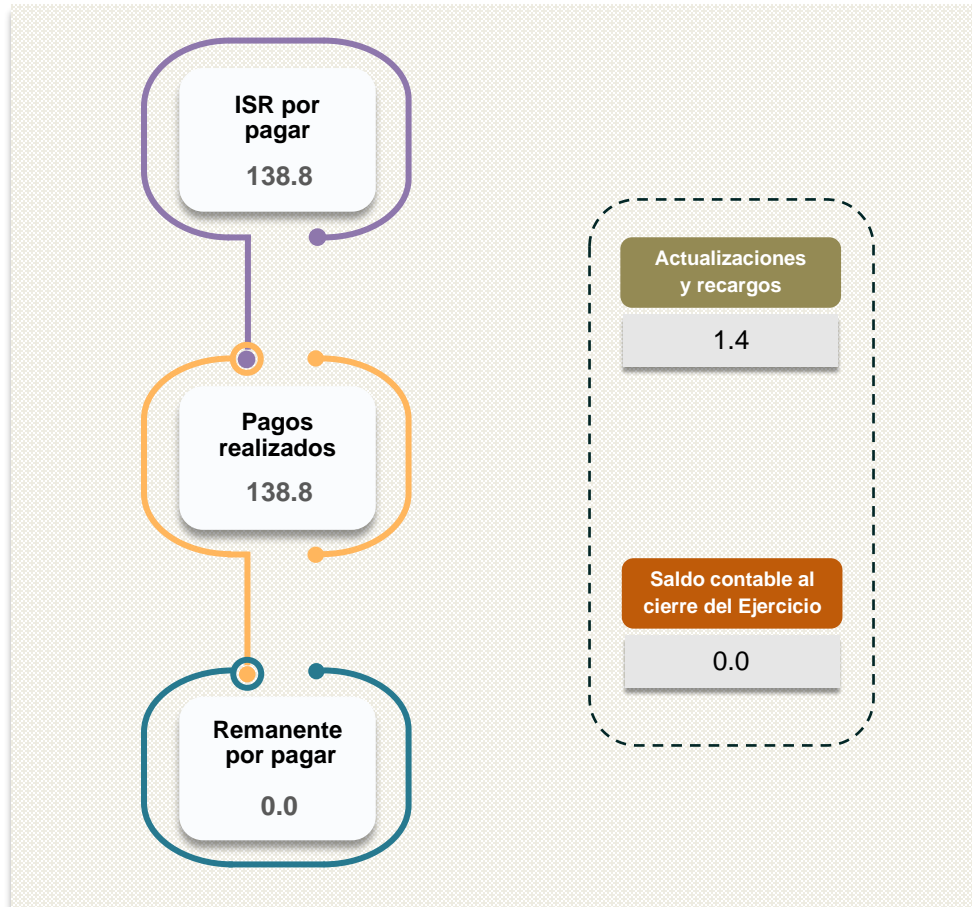 ISR por
pagar
138.8
Pagos
realizados
138.8
Remanente
por pagar
0.0
Actualizaciones
y recargos
1.4
Saldo contable al
cierre del Ejercicio
0.0